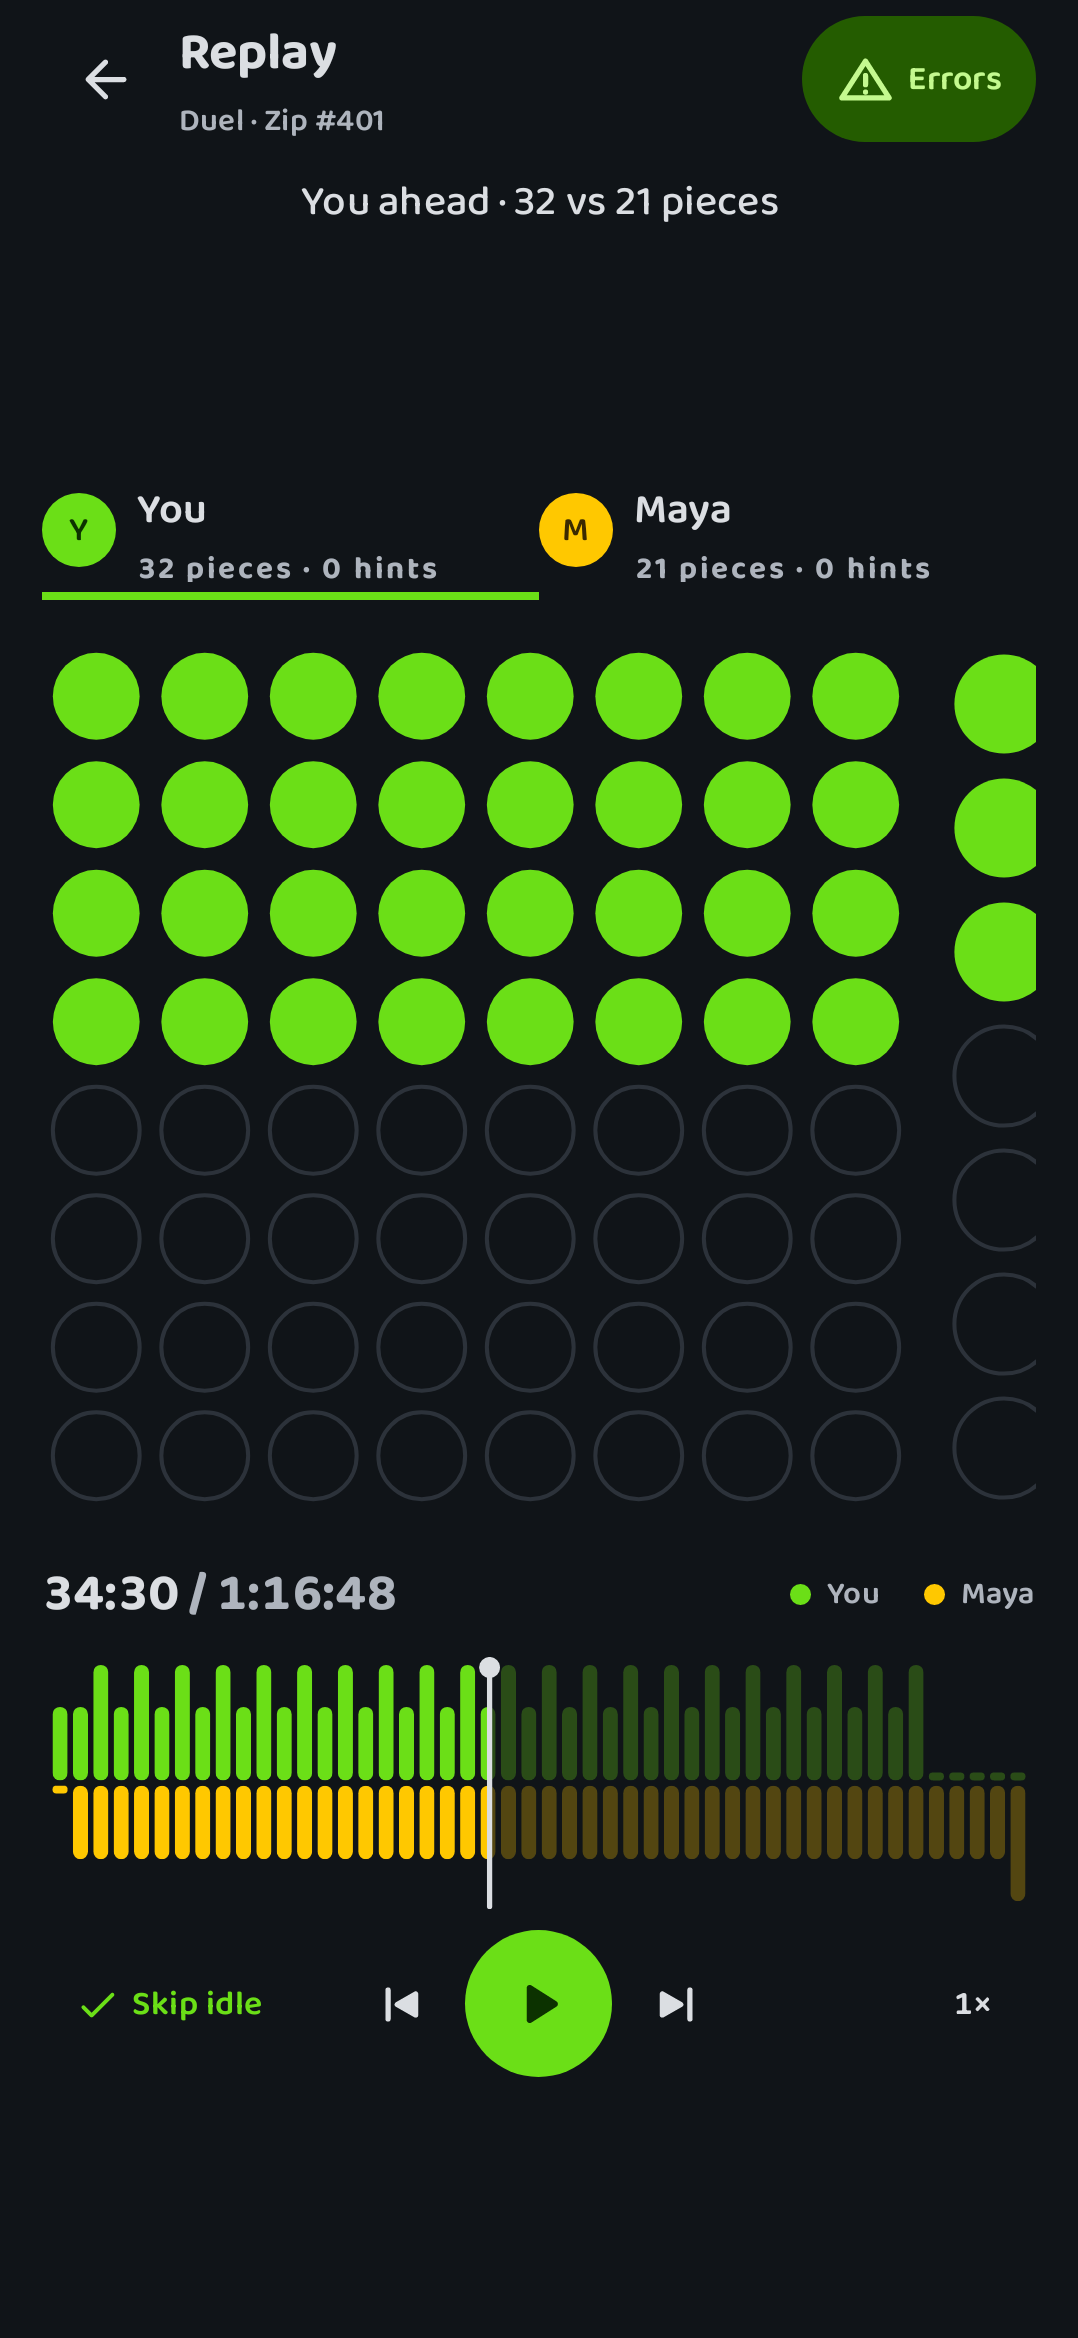 Replay
Duel · Zip #401
Errors
You ahead · 32 vs 21 pieces
Y
You
32 pieces · 0 hints
M
Maya
21 pieces · 0 hints
34:30 / 1:16:48
You
Maya
Skip idle
1×